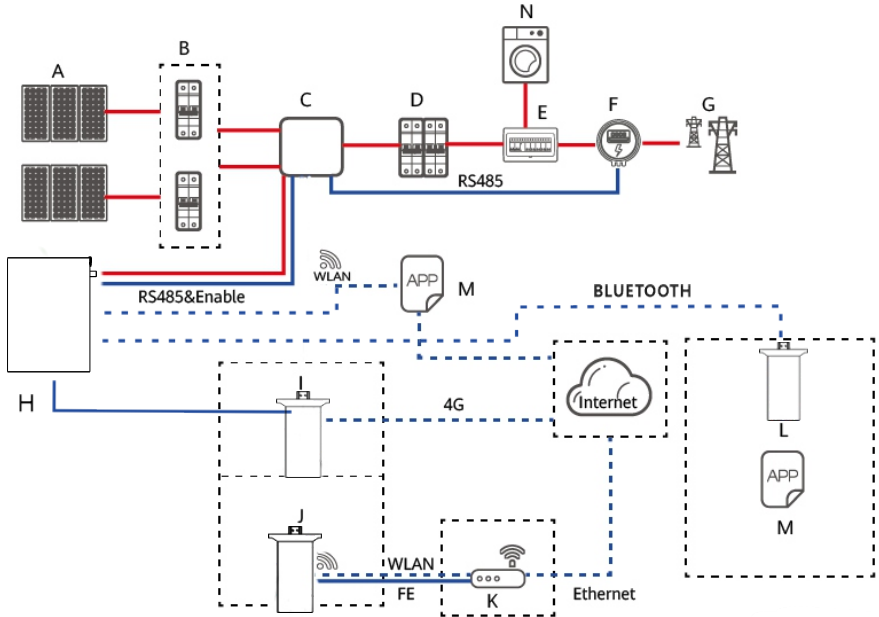 N
B
A
C
D
E
F
G
RS485
WLAN
APP
M
RS485&Enable
BLUETOOTH
I
H
4G
Internet
L
APP
M
J
WLAN
FE
K
Ethernet